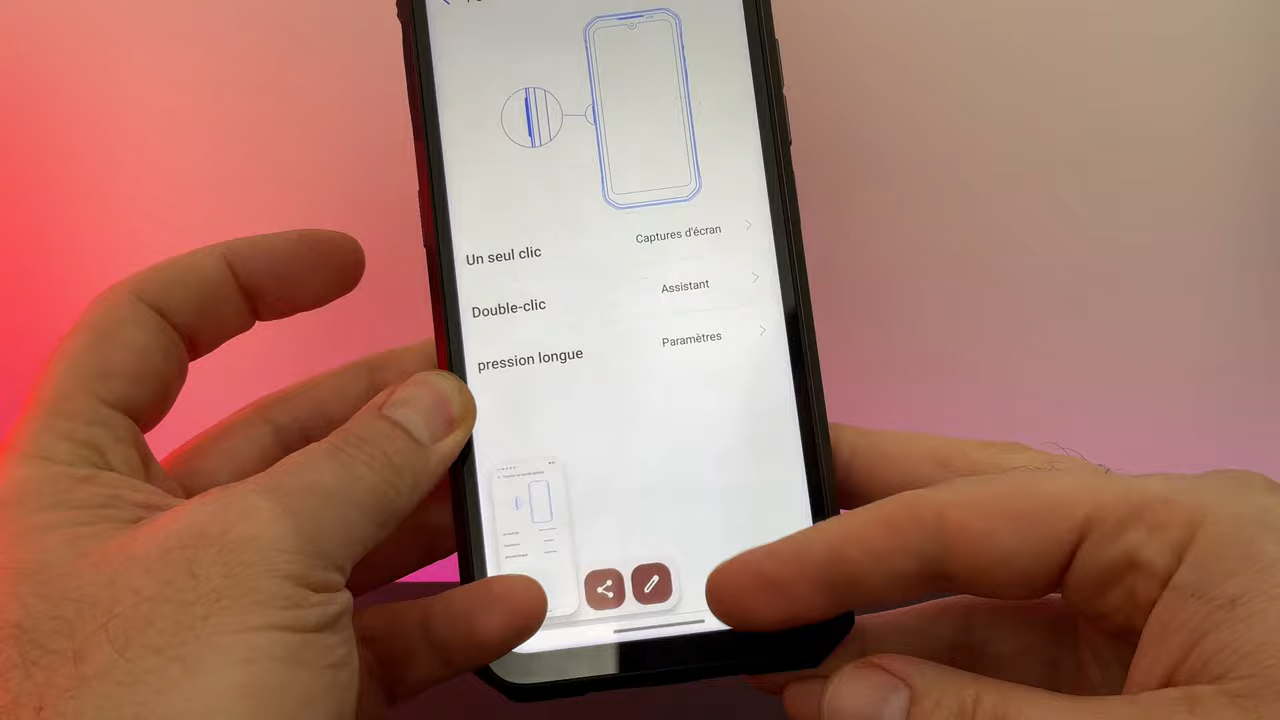 Un seul clic
Captures d'écran
Double-clic
Assistant
pression longue
Paramètres